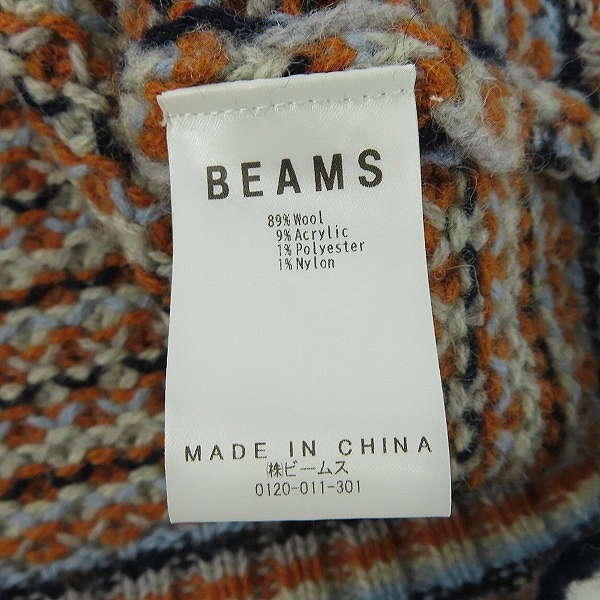 BEAMS
89% Wool
9% Acrylic
1% Polyester
1% Nylon
MADE IN CHINA
㈱ビームス
0120-011-301